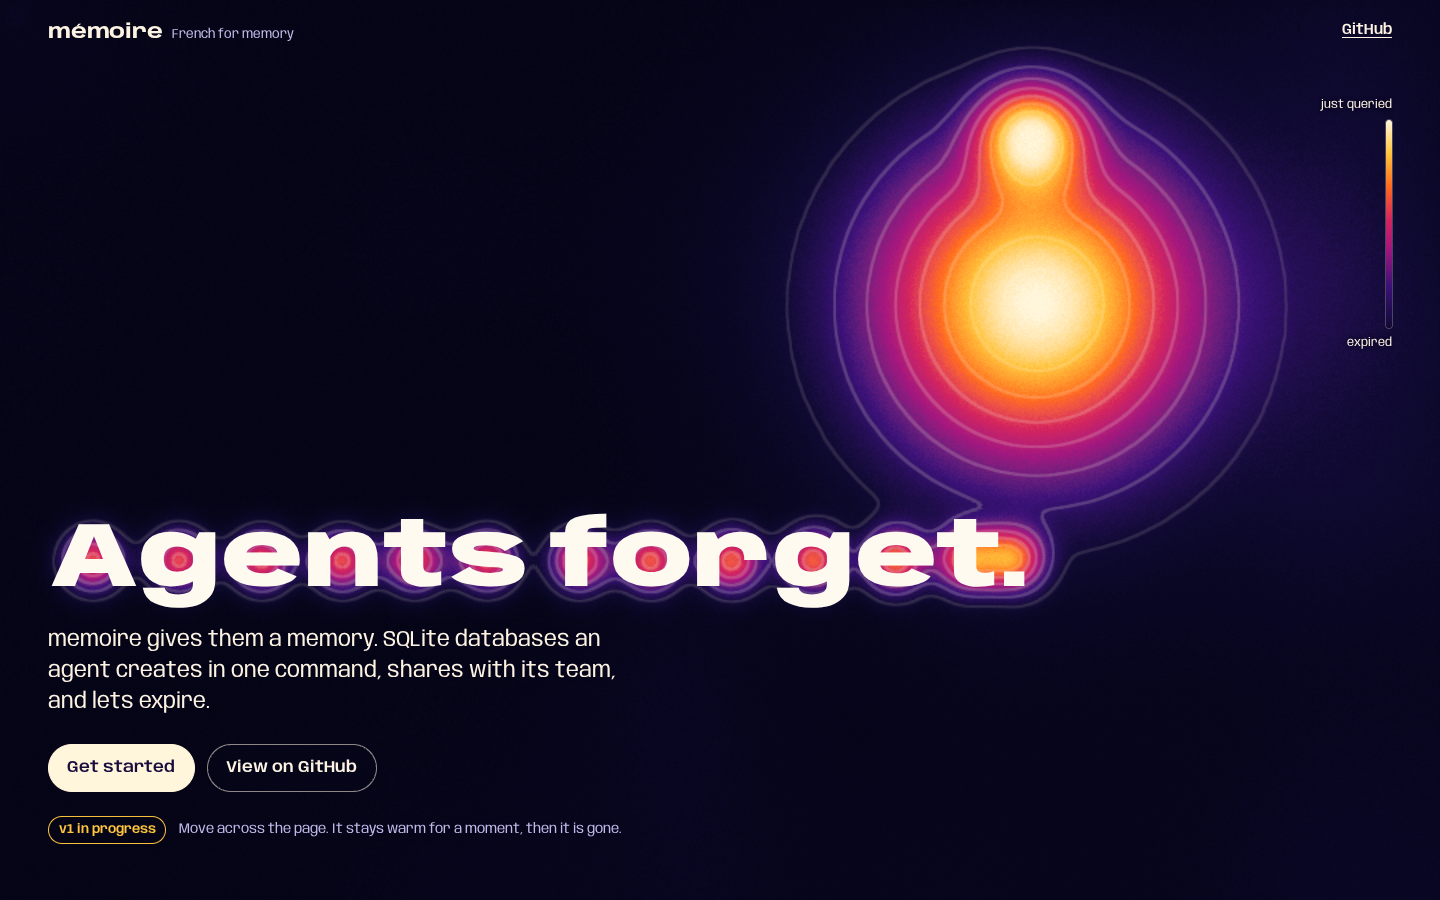 mémoire French for memory
GitHub
just queried
expired
Agents forget.
memoire gives them a memory. SQLite databases an
agent creates in one command, shares with its team,
and lets expire.
Get started
View on GitHub
v1 in progress
Move across the page. It stays warm for a moment, then it is gone.